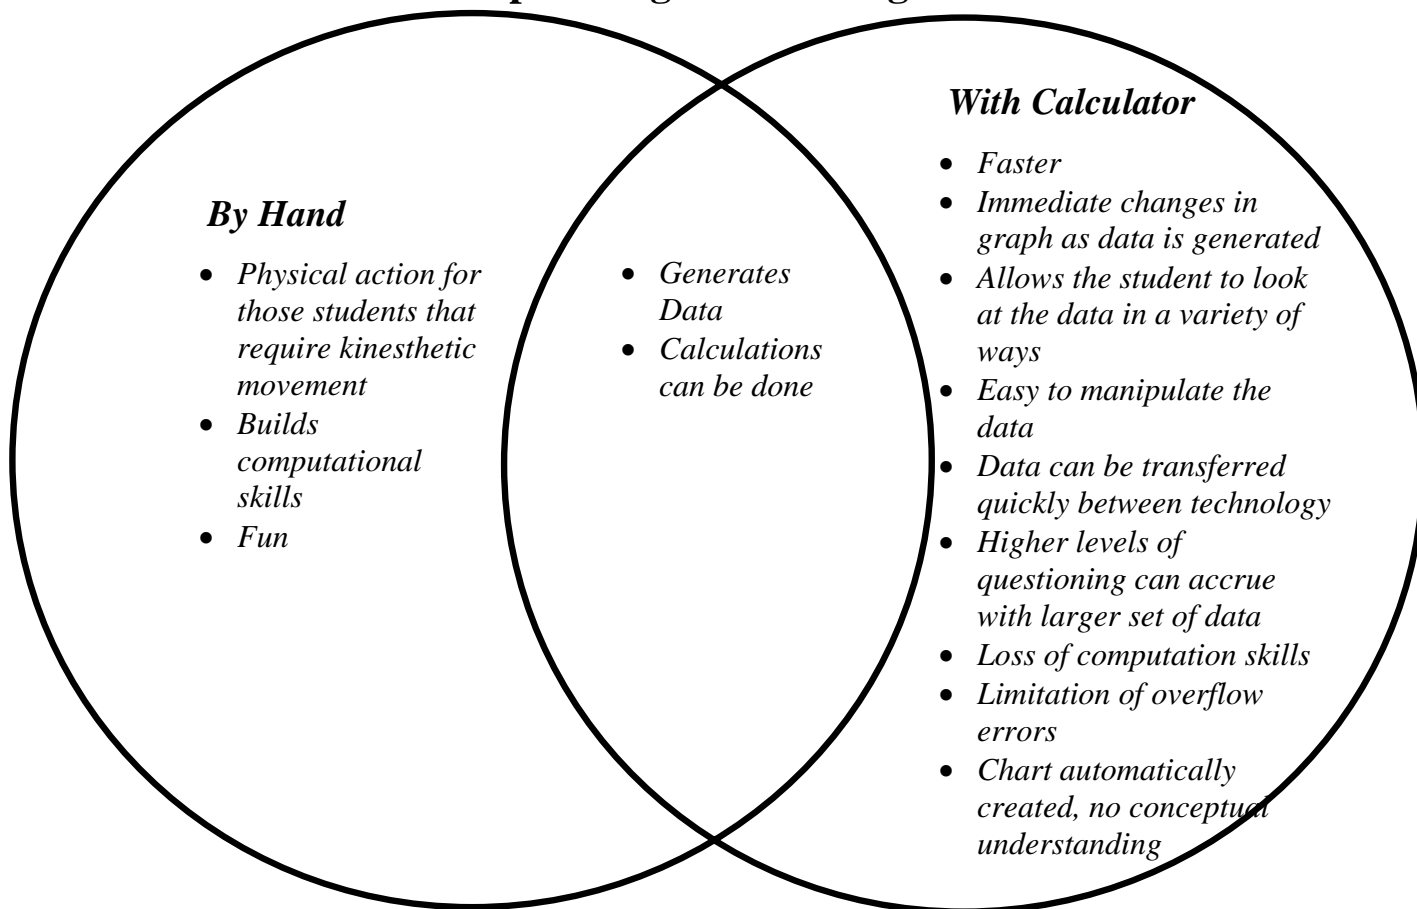 By Hand
• Physical action for
those students that
require kinesthetic
movement
• Builds
computational
skills
• Fun
• Generates
Data
• Calculations
can be done
With Calculator
• Faster
• Immediate changes in
graph as data is generated
• Allows the student to look
at the data in a variety of
ways
• Easy to manipulate the
data
• Data can be transferred
quickly between technology
• Higher levels of
questioning can accrue
with larger set of data
• Loss of computation skills
• Limitation of overflow
errors
• Chart automatically
created, no conceptual
understanding